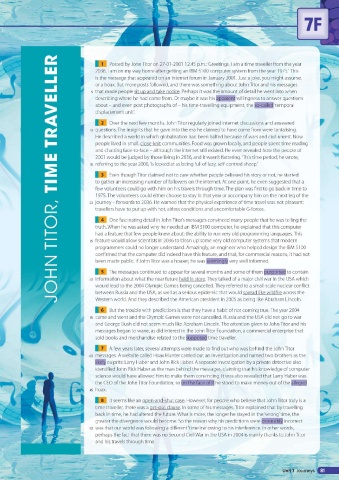 7F
JOHN TITOR, TIME TRAVELLER
1 Posted by John Titor on 27-01-2001 12:45 p.m.: 'Greetings. I am a time traveller from the year
2036. I am on my way home after getting an IBM 5100 computer system from the year 1975.' This
is the message that appeared on an internet forum in January 2001. Just a joke, you might assume,
or a hoax. But more posts followed, and there was something about John Titor and his messages
5 that made people sit up and take notice. Perhaps it was the amount of detail he went into when
describing where he had come from. Or maybe it was his apparent willingness to answer questions
about – and even post photographs of – his time-travelling equipment, the so-called 'temporal
displacement unit'.
2 Over the next few months, John Titor regularly joined internet discussions and answered
10 questions. The insights that he gave into the era he claimed to have come from were tantalising.
He described a world in which globalisation has been halted because of wars and civil unrest. Now
people lived in small, close-knit communities. Food was grown locally, and people spent time reading
and chatting face-to-face – although the internet still existed. He even revealed how the people of
2001 would be judged by those living in 2036, and it wasn't flattering: 'This time period,' he wrote,
15 referring to the year 2000, 'is looked at as being full of lazy, self-centred sheep.'
3 Even though Titor claimed not to care whether people believed his story or not, he started
to gather an increasing number of followers on the internet. At one point, he even suggested that a
few volunteers could go with him on his travels through time. The plan was first to go back in time to
1975. The volunteers could either choose to stay in that year or accompany him on the next leg of the
20 journey – forwards to 2036. He warned that the physical experience of time travel was not pleasant:
travellers have to put up with hot, stress conditions and uncomfortable G-forces.
4 One fascinating detail in John Titor's messages convinced many people that he was telling the
truth. When he was asked why he needed an IBM 5100 computer, he explained that this computer
had a feature that few people knew about: the ability to run very old programming languages. This
25 feature would allow scientists in 2036 to clean up some very old computer systems that modern
programmers could no longer understand. Amazingly, an engineer who helped design the IBM 5100
confirmed that the computer did indeed have this feature, and that, for commercial reasons, it had not
been made public. If John Titor was a hoaxer, he was seemingly very well informed.
5 The messages continued to appear for several months and some of them purported to contain
30 information about what the near future held in store. They talked of a major civil war in the USA which
would lead to the 2004 Olympic Games being cancelled. They referred to a small-scale nuclear conflict
between Russia and the USA, as well as a serious epidemic that would spread like wildfire across the
Western world. And they described the American president in 2005 as being like Abraham Lincoln.
6 But the trouble with predictions is that they have a habit of not coming true. The year 2004
35 came and went and the Olympic Games were not cancelled. Russia and the USA did not go to war
and George Bush did not seem much like Abraham Lincoln. The attention given to John Titor and his
messages began to wane, as did interest in the John Titor Foundation, a commercial enterprise that
sold books and merchandise related to the supposed time traveller.
7 A few years later, several attempts were made to find out who was behind the John Titor
40 messages. A website called Hoax Hunter carried out an investigation and named two brothers as the
likely culprits: Larry Haber and John Rick Haber. A separate investigation by a private detective also
identified John Rick Haber as the man behind the messages, claiming that his knowledge of computer
science would have allowed him to make them convincing. It was also revealed that Larry Haber was
the CEO of the John Titor Foundation, so on the face of it he stood to make money out of the alleged
45 hoax.
8 It seems like an open-and-shut case. However, for people who believe that John Titor truly is a
time traveller, there was a get-out clause. In some of his messages, Titor explained that by travelling
back in time, he had altered the future. What is more, the longer he stayed in the 'wrong' time, the
greater the divergence would become. So the reason why his predictions were incorrect
50 was that our world was following a different 'timeline' owing to his interference. In other words,
perhaps the fact that there was no Second Civil War in the USA in 2004 is mainly thanks to John Titor
and his travels through time.
Unit 7 Journeys